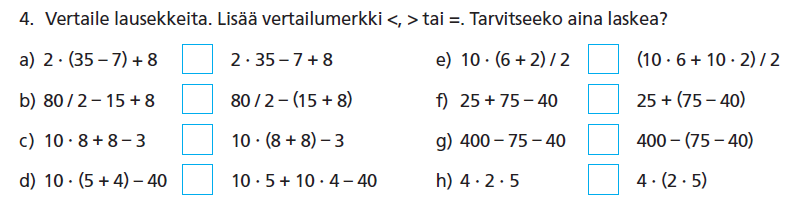 4. Vertaile lausekkeita. Lisää vertailumerkki <, > tai =. Tarvitseeko aina laskea?
a) 2 · (35 – 7) + 8 2 · 35 – 7 + 8 e) 10 · (6 + 2) / 2 (10 · 6 + 10 · 2) / 2
b) 80 / 2 – 15 + 8 80 / 2 – (15 + 8) f) 25 + 75 – 40 25 + (75 – 40)
c) 10 · 8 + 8 – 3 10 · (8 + 8) – 3 g) 400 – 75 – 40 400 – (75 – 40)
d) 10 · (5 + 4) – 40 10 · 5 + 10 · 4 – 40 h) 4 · 2 · 5 4 · (2 · 5)